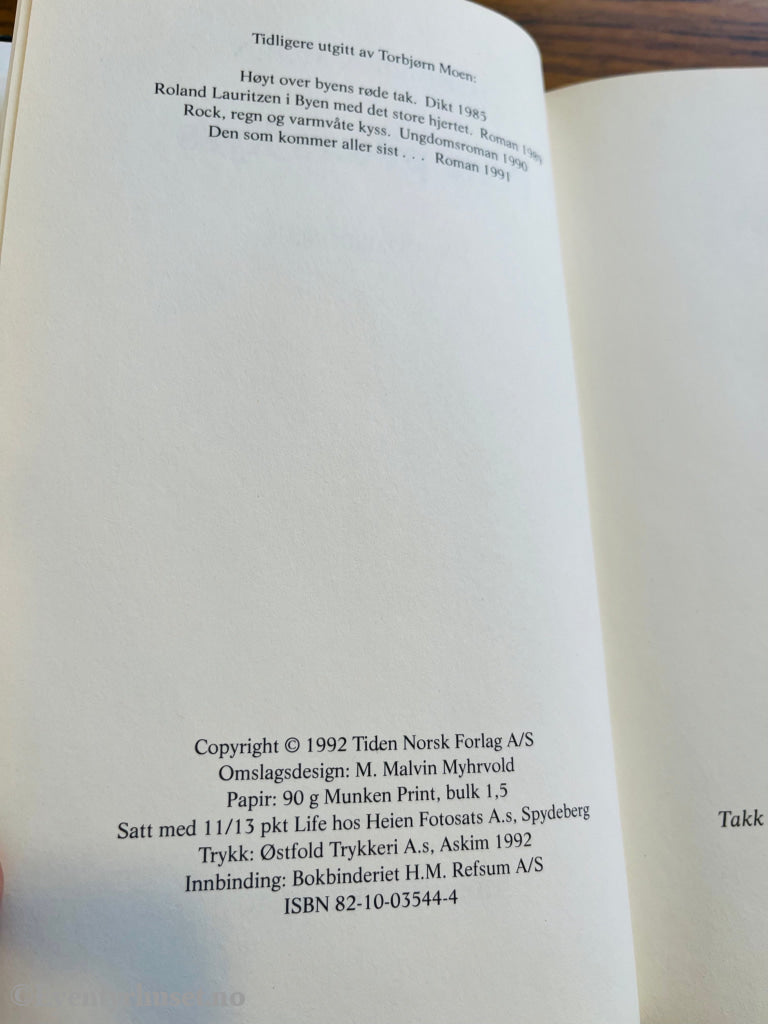 Tidligere utgitt av Torbjørn Moen:
Høyt over byens røde tak. Dikt 1985
Roland Lauritzen i Byen med det store hjertet. Roman
Rock, regn og varmvåte kyss. Ungdomsroman 1990
Den som kommer aller sist . . . Roman 1991
Copyright © 1992 Tiden Norsk Forlag A/S
Omslagsdesign: M. Malvin Myhrvold
Papir: 90 g Munken Print, bulk 1,5
Satt med 11/13 pkt Life hos Heien Fotosats A.s, Spydeberg
Trykk: Østfold Trykkeri A.s, Askim 1992
Innbinding: Bokbinderiet H.M. Refsum A/S
ISBN 82-10-03544-4
Takk